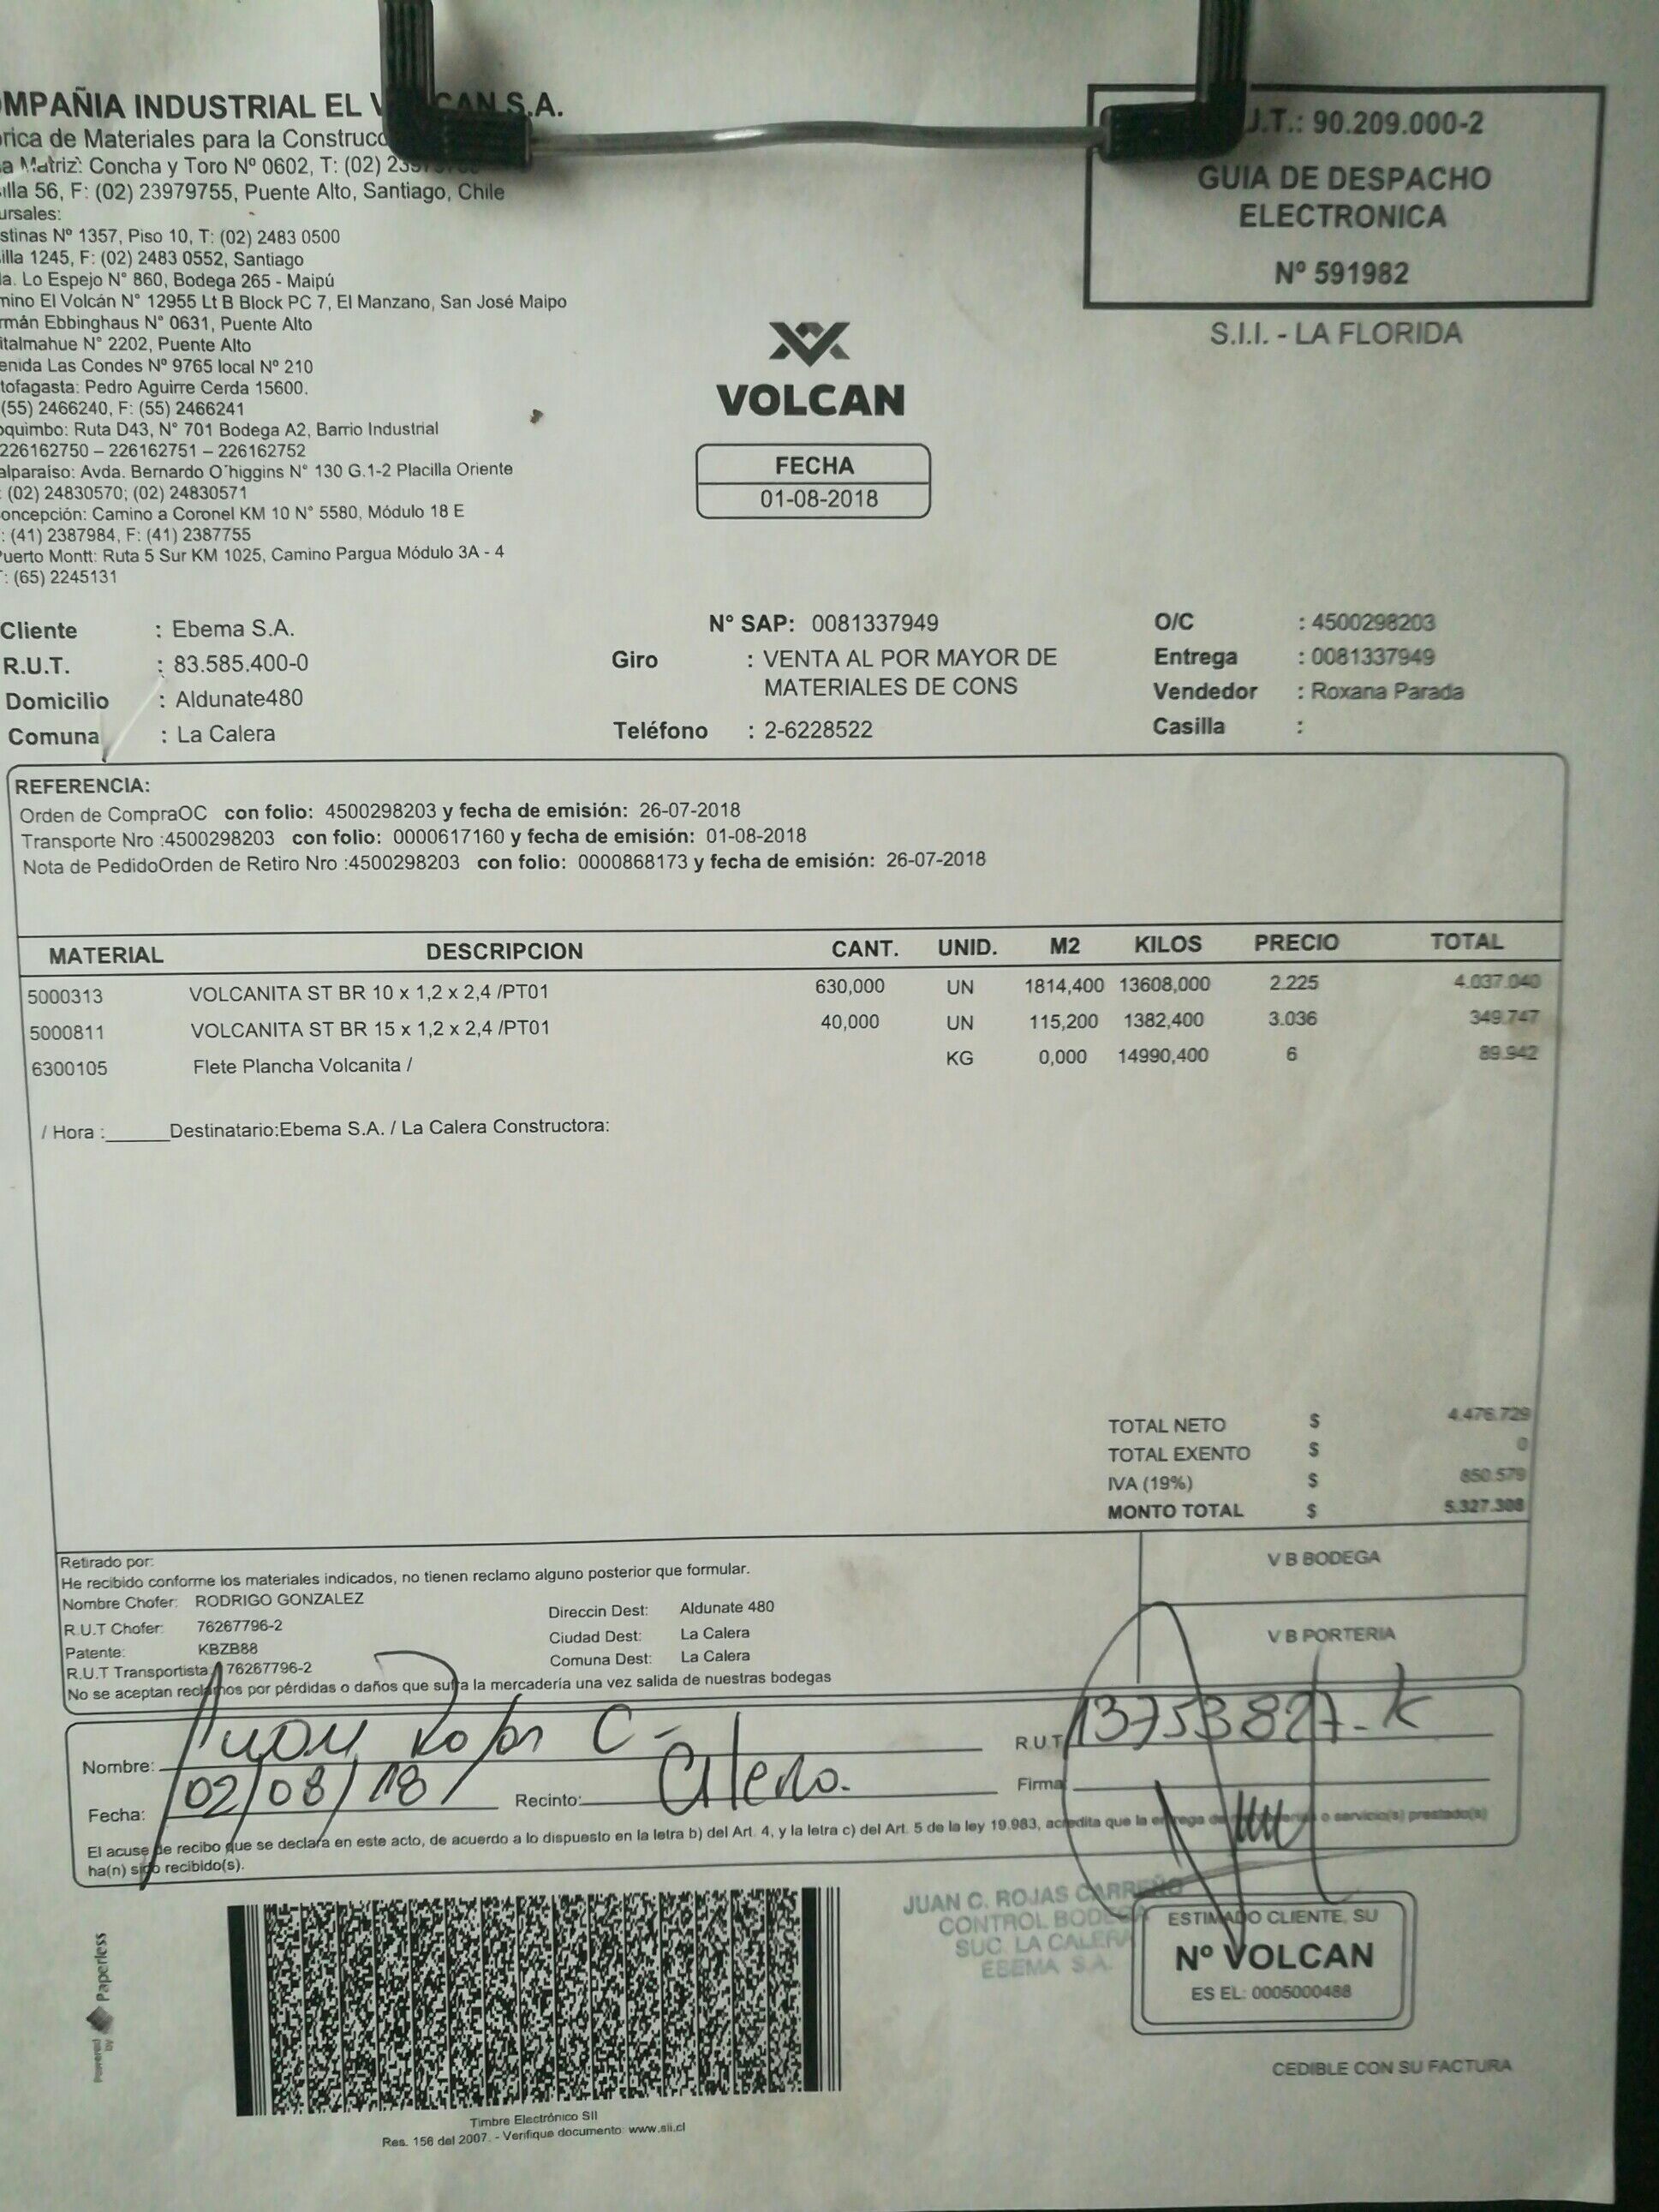 OMPAÑIA INDUSTRIAL EL VOLCAN S.A.
rica de Materiales para la Construcc
a Matriz: Concha y Toro Nº 0602, T: (02)
illa 56, F: (02) 23979755, Puente Alto, Santiago, Chile
ursales:
stinas Nº 1357, Piso 10, T: (02) 2483 0500
illa 1245, F: (02) 2483 0552, Santiago
a. Lo Espejo N° 860, Bodega 265 - Maipú
mino El Volcán N° 12955 Lt B Block PC 7, El Manzano, San José Maipo
rmán Ebbinghaus N° 0631, Puente Alto
italmahue N° 2202, Puente Alto
enida Las Condes Nº 9765 local Nº 210
tofagasta: Pedro Aguirre Cerda 15600.
(55) 2466240, F: (55) 2466241
oquimbo: Ruta D43, N° 701 Bodega A2, Barrio Industrial
226162750 – 226162751 – 226162752
alparaíso: Avda. Bernardo O´higgins N° 130 G.1-2 Placilla Oriente
: (02) 24830570; (02) 24830571
oncepción: Camino a Coronel KM 10 N° 5580, Módulo 18 E
: (41) 2387984, F: (41) 2387755
Puerto Montt: Ruta 5 Sur KM 1025, Camino Pargua Módulo 3A - 4
: (65) 2245131
.U.T.: 90.209.000-2
GUIA DE DESPACHO
ELECTRONICA
Nº 591982
S.I.I. - LA FLORIDA
VOLCAN
FECHA
01-08-2018
Cliente : Ebema S.A. N° SAP: 0081337949 O/C : 4500298203
R.U.T. : 83.585.400-0 Giro : VENTA AL POR MAYOR DE Entrega : 0081337949
MATERIALES DE CONS
Domicilio : Aldunate480 Vendedor : Roxana Parada
Comuna : La Calera Teléfono : 2-6228522 Casilla :
REFERENCIA:
Orden de CompraOC con folio: 4500298203 y fecha de emisión: 26-07-2018
Transporte Nro :4500298203 con folio: 0000617160 y fecha de emisión: 01-08-2018
Nota de PedidoOrden de Retiro Nro :4500298203 con folio: 0000868173 y fecha de emisión: 26-07-2018
MATERIAL DESCRIPCION CANT. UNID. M2 KILOS PRECIO TOTAL
5000313 VOLCANITA ST BR 10 x 1,2 x 2,4 /PT01 630,000 UN 1814,400 13608,000 2.225 4.037.040
5000811 VOLCANITA ST BR 15 x 1,2 x 2,4 /PT01 40,000 UN 115,200 1382,400 3.036 349.747
6300105 Flete Plancha Volcanita / KG 0,000 14990,400 6 89.942
/ Hora :______Destinatario:Ebema S.A. / La Calera Constructora:
TOTAL NETO $ 4.476.729
TOTAL EXENTO $ 0
IVA (19%) $ 850.579
MONTO TOTAL $ 5.327.308
Retirado por:
He recibido conforme los materiales indicados, no tienen reclamo alguno posterior que formular.
Nombre Chofer: RODRIGO GONZALEZ Direccin Dest: Aldunate 480
R.U.T Chofer: 76267796-2 Ciudad Dest: La Calera
Patente: KBZB88 Comuna Dest: La Calera
R.U.T Transportista: 76267796-2
No se aceptan reclamos por pérdidas o daños que sufra la mercadería una vez salida de nuestras bodegas
V B BODEGA
V B PORTERIA
Nombre: Juan Rojas C- R.U.T 13753827-K
Fecha: 02/08/18 Recinto: Calera. Firma
El acuse de recibo que se declara en este acto, de acuerdo a lo dispuesto en la letra b) del Art. 4, y la letra c) del Art. 5 de la ley 19.983, acredita que la entrega de mercaderías o servicio(s) prestado(s)
ha(n) sido recibido(s).
JUAN C. ROJAS CARREÑO
CONTROL BODEGA
SUC. LA CALERA
EBEMA S.A.
ESTIMADO CLIENTE, SU
Nº VOLCAN
ES EL: 0005000488
Powered by Paperless
Timbre Electrónico SII
Res. 156 del 2007. - Verifique documento: www.sii.cl
CEDIBLE CON SU FACTURA